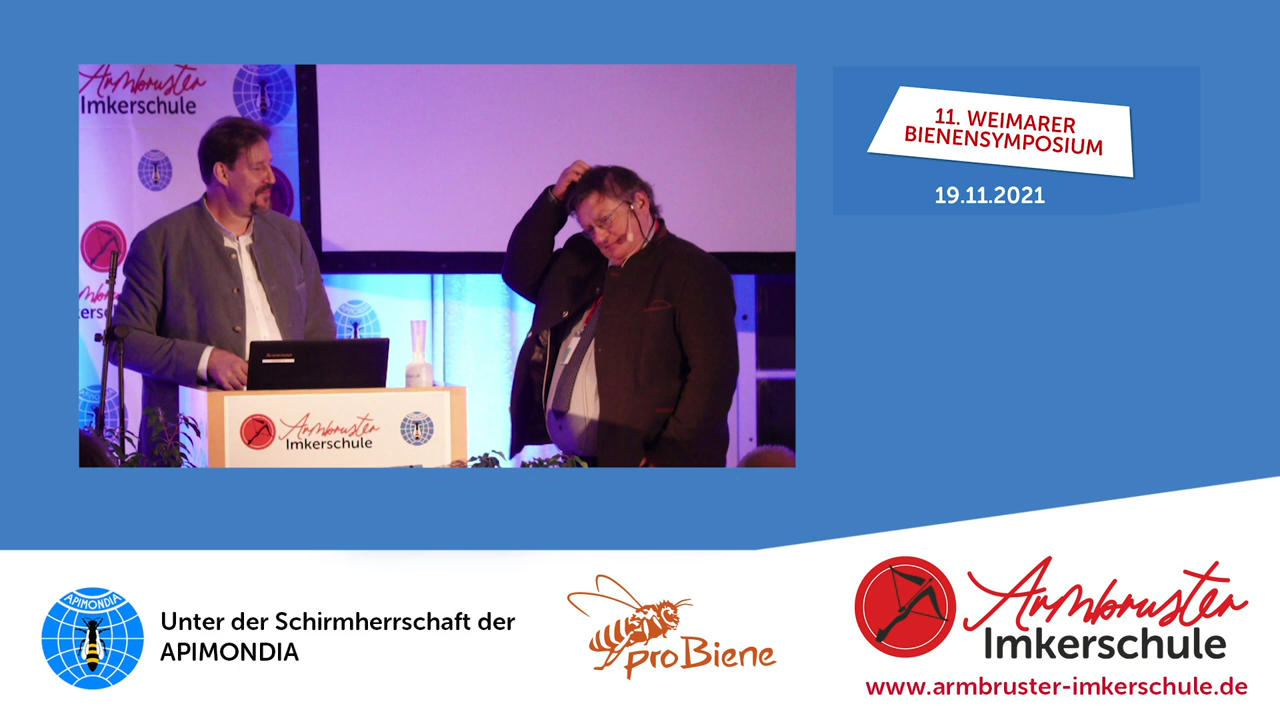 Armbruster
Imkerschule
11. WEIMARER
BIENENSYMPOSIUM
19.11.2021
Armbruster
Imkerschule
APIMONDIA
Unter der Schirmherrschaft der
APIMONDIA
proBiene
Armbruster
Imkerschule
www.armbruster-imkerschule.de